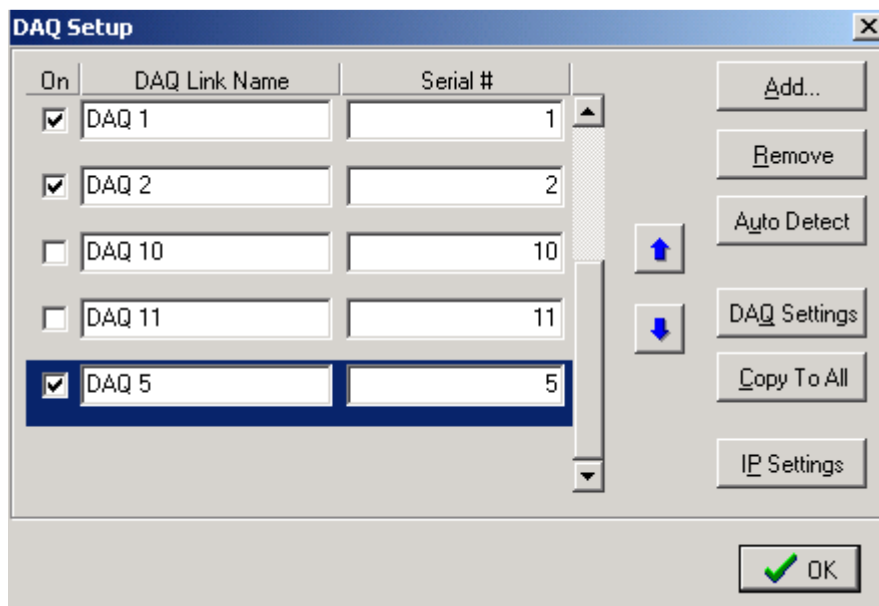 DAQ Setup
On DAQ Link Name Serial #
DAQ 1 1
DAQ 2 2
DAQ 10 10
DAQ 11 11
DAQ 5 5
Add...
Remove
Auto Detect
DAQ Settings
Copy To All
IP Settings
OK